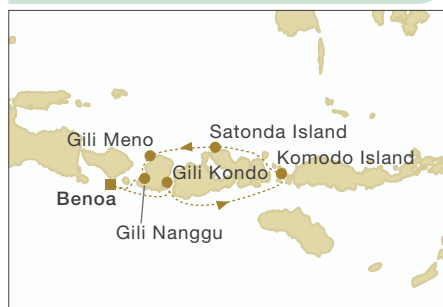 Satonda Island
Gili Meno
Komodo Island
Gili Kondo
Benoa
Gili Nanggu